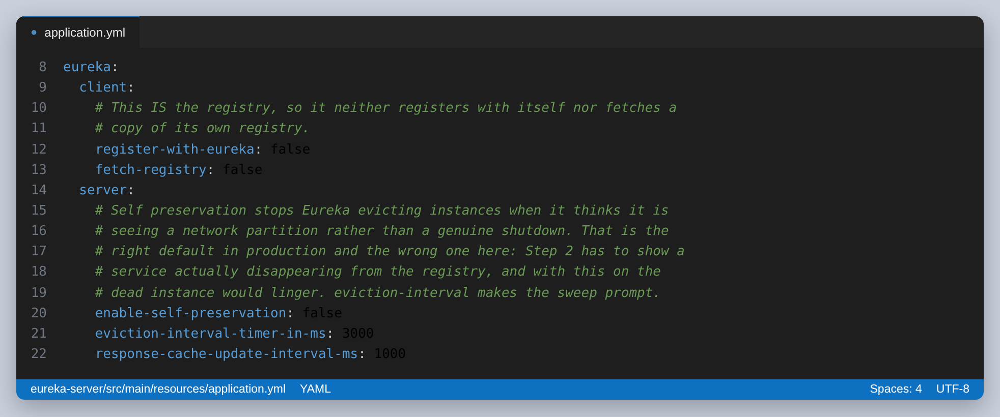 application.yml
8 eureka:
9 client:
10 # This IS the registry, so it neither registers with itself nor fetches a
11 # copy of its own registry.
12 register-with-eureka: false
13 fetch-registry: false
14 server:
15 # Self preservation stops Eureka evicting instances when it thinks it is
16 # seeing a network partition rather than a genuine shutdown. That is the
17 # right default in production and the wrong one here: Step 2 has to show a
18 # service actually disappearing from the registry, and with this on the
19 # dead instance would linger. eviction-interval makes the sweep prompt.
20 enable-self-preservation: false
21 eviction-interval-timer-in-ms: 3000
22 response-cache-update-interval-ms: 1000
eureka-server/src/main/resources/application.yml YAML Spaces: 4 UTF-8